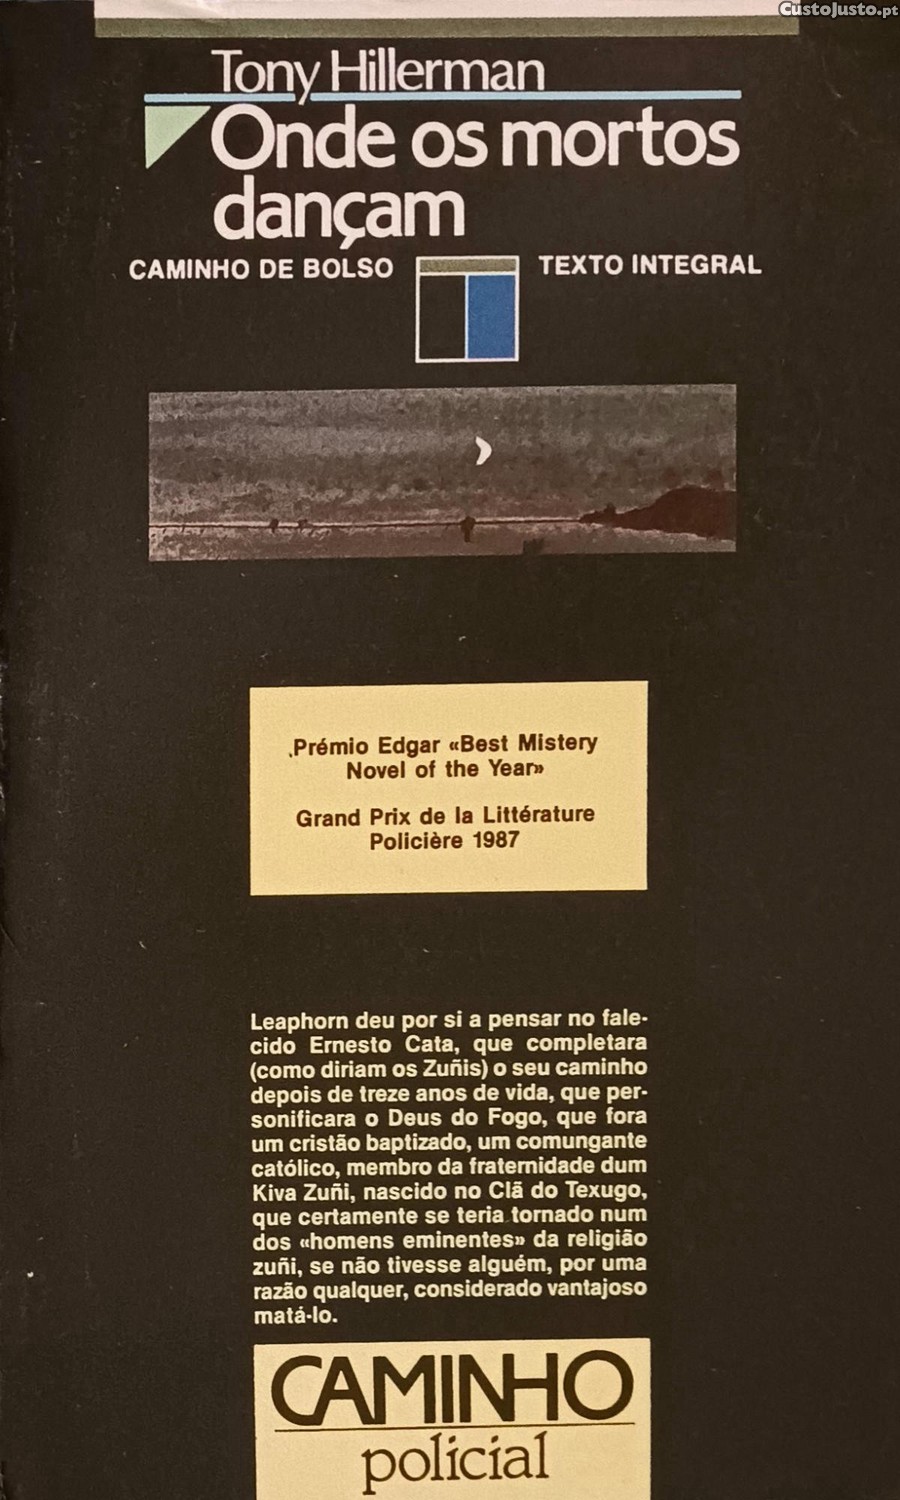 CustoJusto.pt
Tony Hillerman
Onde os mortos
dançam
CAMINHO DE BOLSO
TEXTO INTEGRAL
Prémio Edgar «Best Mistery
Novel of the Year»
Grand Prix de la Littérature
Policière 1987
Leaphorn deu por si a pensar no fale-
cido Ernesto Cata, que completara
(como diriam os Zuñis) o seu caminho
depois de treze anos de vida, que per-
sonificara o Deus do Fogo, que fora
um cristão baptizado, um comungante
católico, membro da fraternidade dum
Kiva Zuñi, nascido no Clã do Texugo,
que certamente se teria tornado num
dos «homens eminentes» da religião
zuñi, se não tivesse alguém, por uma
razão qualquer, considerado vantajoso
matá-lo.
CAMINHO
policial